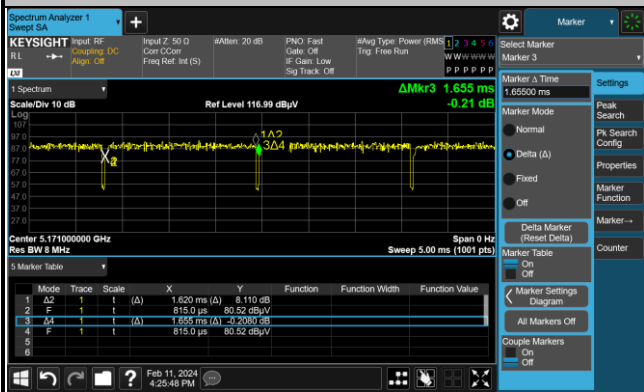 Spectrum Analyzer 1
Swept SA
Marker
KEYSIGHT
Input: RF
Input Z: 50 Ω
#Atten: 20 dB
PNO: Fast
#Avg Type: Power (RMS
1 2 3 4 5 6
RL
Coupling: DC
Corr CCorr
Gate: Off
Trig: Free Run
Align: Off
Freq Ref: Int (S)
IF Gain: Low
Sig Track: Off
P P P P P P
LXI
Select Marker
Marker 3
1 Spectrum
ΔMkr3 1.655 ms
Scale/Div 10 dB
Ref Level 116.99 dBµV
-0.21 dB
Log
107
97.0
87.0
77.0
67.0
57.0
47.0
37.0
27.0
1Δ2
3Δ4
Center 5.171000000 GHz
Span 0 Hz
Res BW 8 MHz
Sweep 5.00 ms (1001 pts)
5 Marker Table
Mode Trace Scale X Y Function Function Width Function Value
1 Δ2 1 t (Δ) 1.620 ms (Δ) 8.110 dB
2 F 1 t 815.0 µs 80.52 dBµV
3 Δ4 1 t (Δ) 1.655 ms (Δ) -0.2080 dB
4 F 1 t 815.0 µs 80.52 dBµV
5
6
Marker Δ Time
1.65500 ms
Marker Mode
Normal
Delta (Δ)
Fixed
Off
Delta Marker
(Reset Delta)
Marker Table
On
Off
Marker Settings
Diagram
All Markers Off
Couple Markers
On
Off
Settings
Peak
Search
Pk Search
Config
Properties
Marker
Function
Marker→
Counter
?
Feb 11, 2024
4:25:48 PM